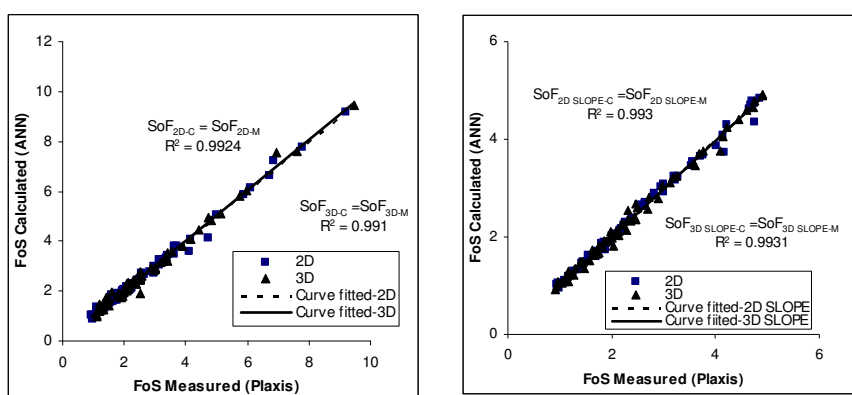 12
10
8
6
4
2
0
0 2 4 6 8 10
FoS Calculated (ANN)
FoS Measured (Plaxis)
SoF2D-C = SoF2D-M
R² = 0.9924
SoF3D-C =SoF3D-M
R² = 0.991
2D
3D
Curve fitted-2D
Curve fitted-3D
6
4
2
0
0 2 4 6
FoS Calculated (ANN)
FoS Measured (Plaxis)
SoF2D SLOPE-C =SoF2D SLOPE-M
R² = 0.993
SoF3D SLOPE-C =SoF3D SLOPE-M
R² = 0.9931
2D
3D
Curve fiited-2D SLOPE
Curve fiited-3D SLOPE